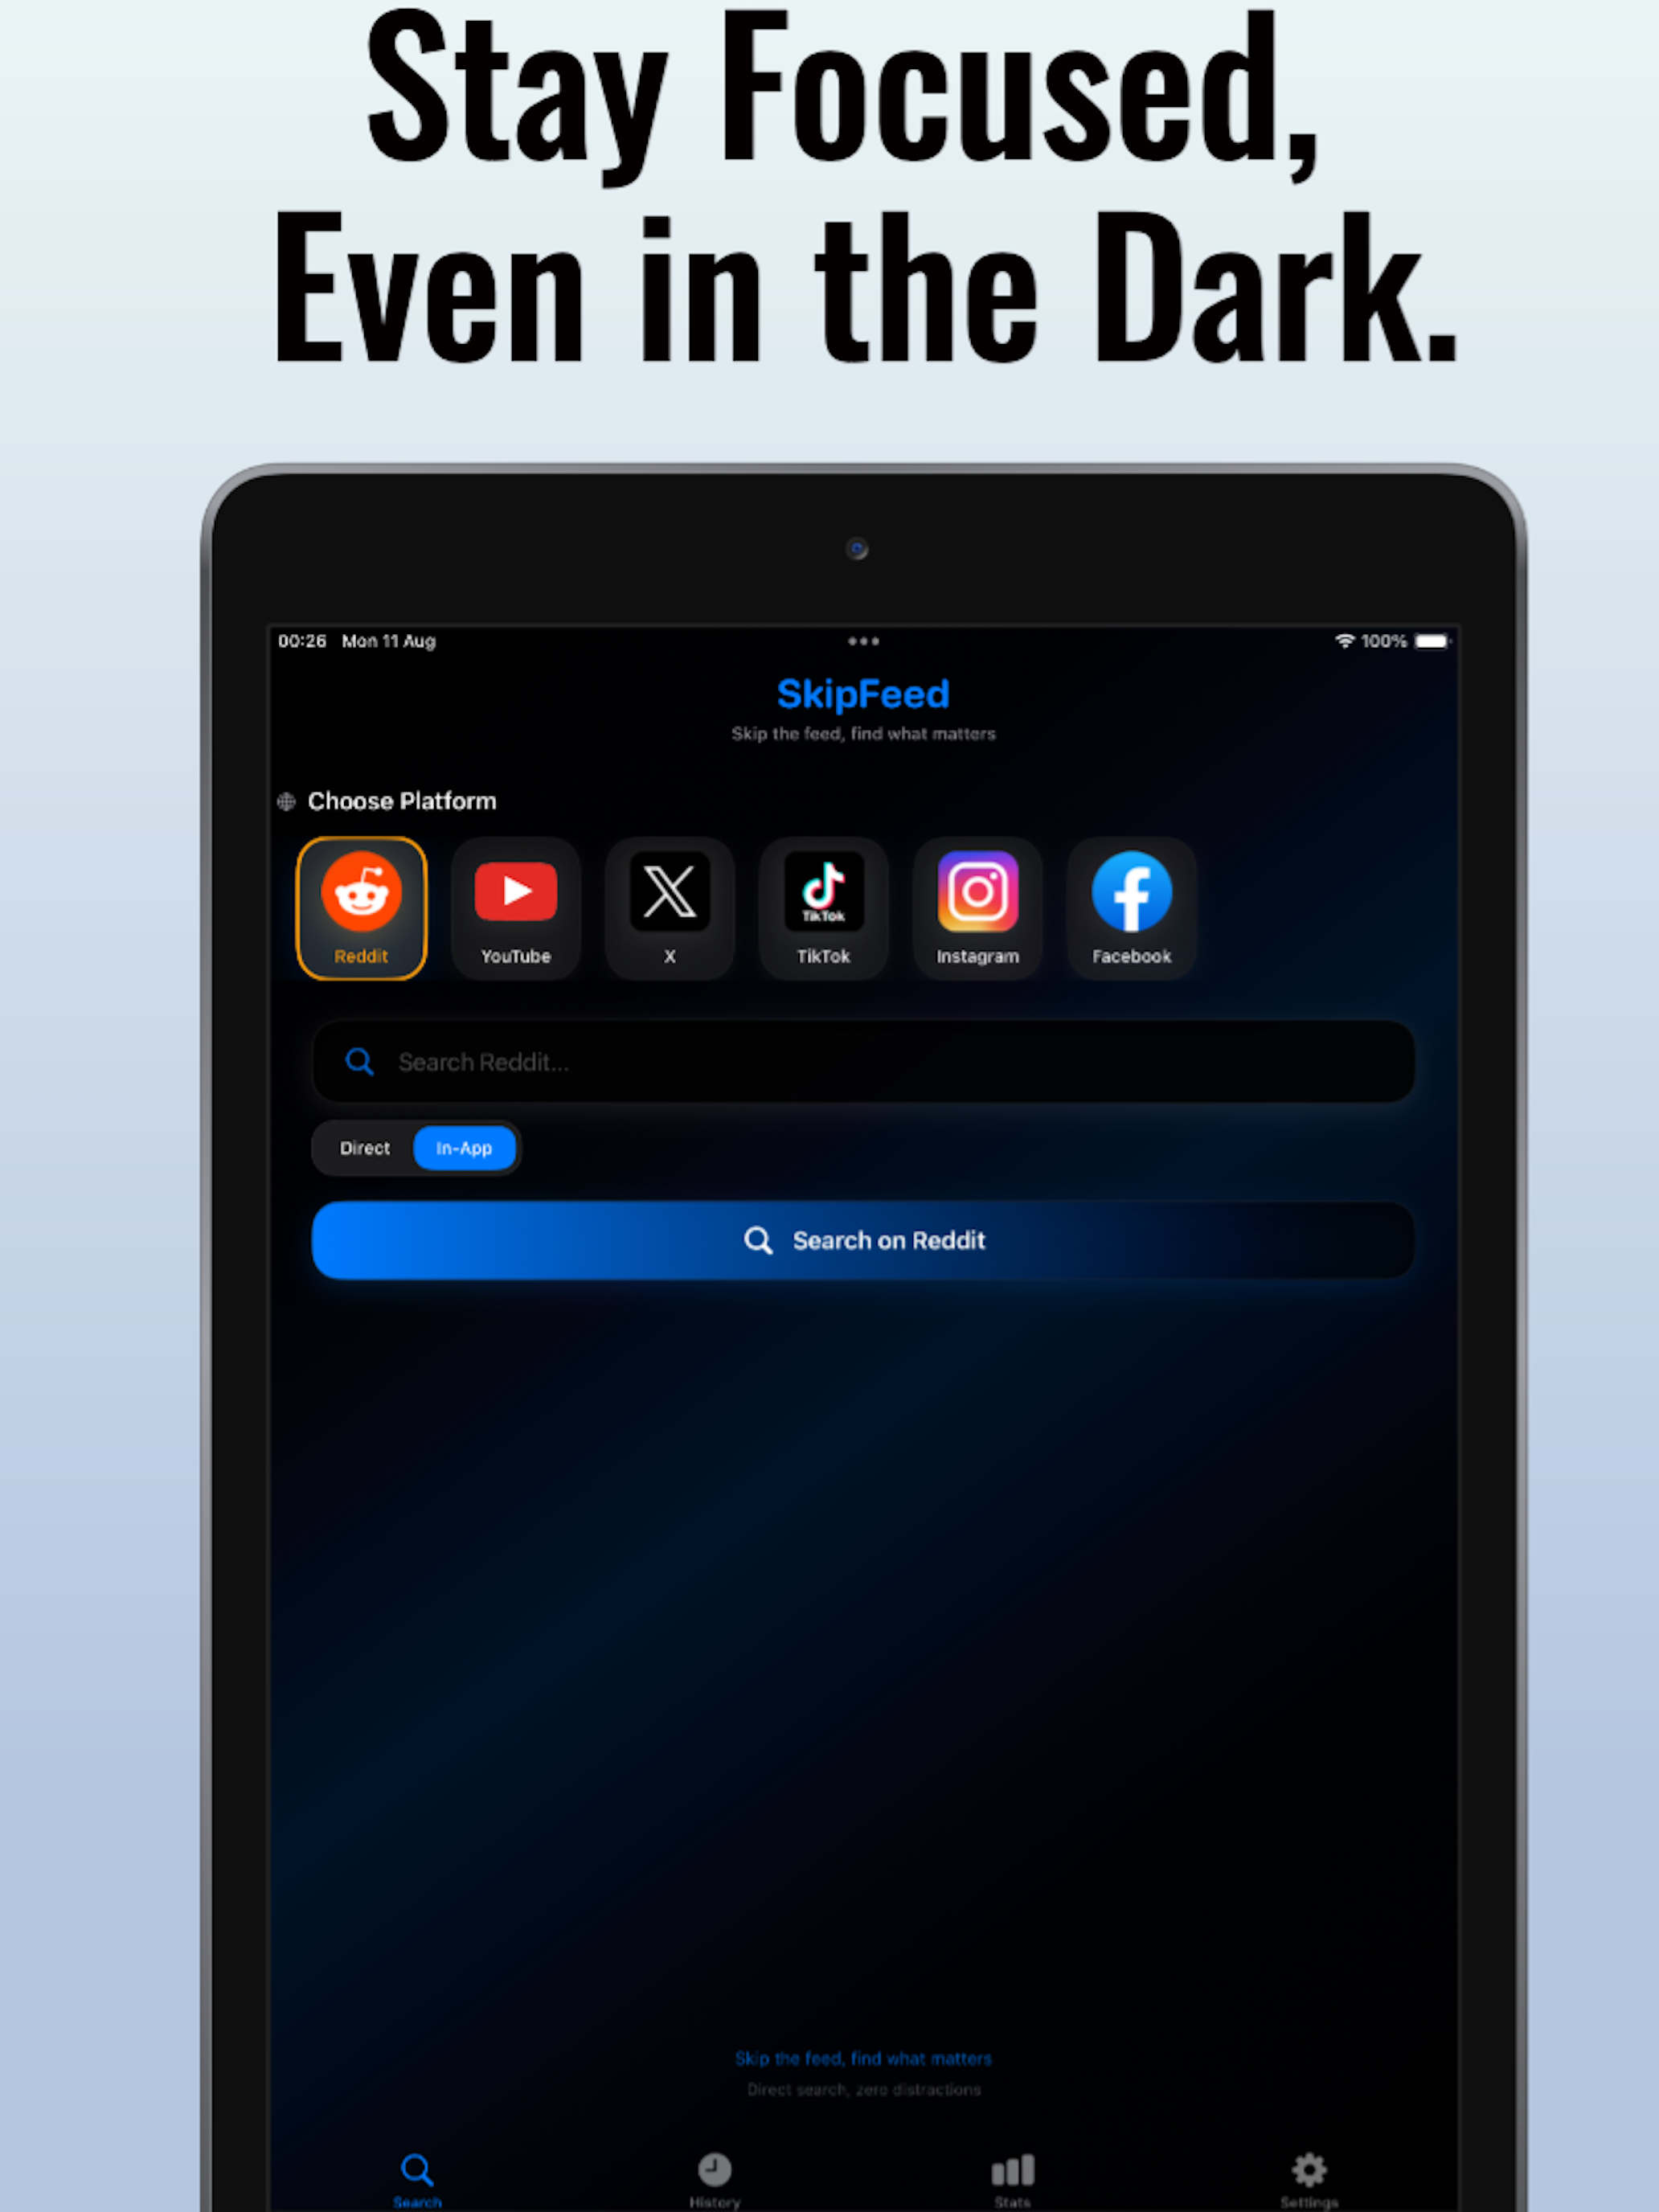 Stay Focused,
Even in the Dark.
00:26 Mon 11 Aug
100%
SkipFeed
Skip the feed, find what matters
Choose Platform
TikTok
Reddit YouTube X TikTok Instagram Facebook
Search Reddit...
Direct In-App
Search on Reddit
Skip the feed, find what matters
Direct search, zero distractions
Search History Stats Settings